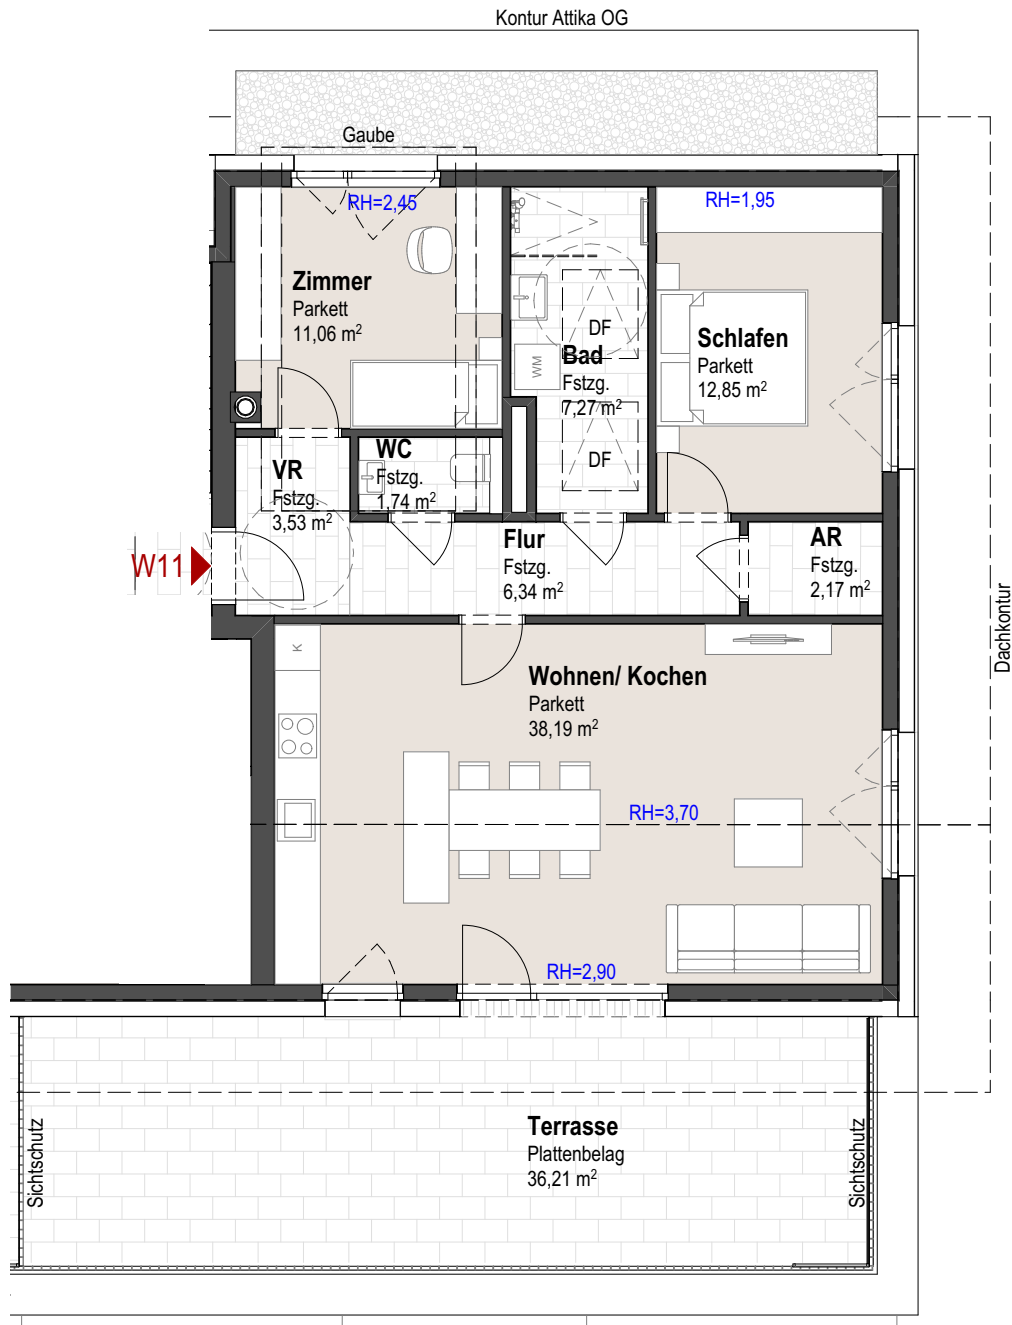 Kontur Attika OG
Gaube
RH=2,45
RH=1,95
Zimmer
Parkett
11,06 m²
DF
Bad
Fstzg.
7,27 m²
WM
Schlafen
Parkett
12,85 m²
DF
WC
Fstzg.
1,74 m²
VR
Fstzg.
3,53 m²
Flur
Fstzg.
6,34 m²
AR
Fstzg.
2,17 m²
W11
Dachkontur
K
Wohnen/ Kochen
Parkett
38,19 m²
RH=3,70
RH=2,90
Terrasse
Plattenbelag
36,21 m²
Sichtschutz
Sichtschutz